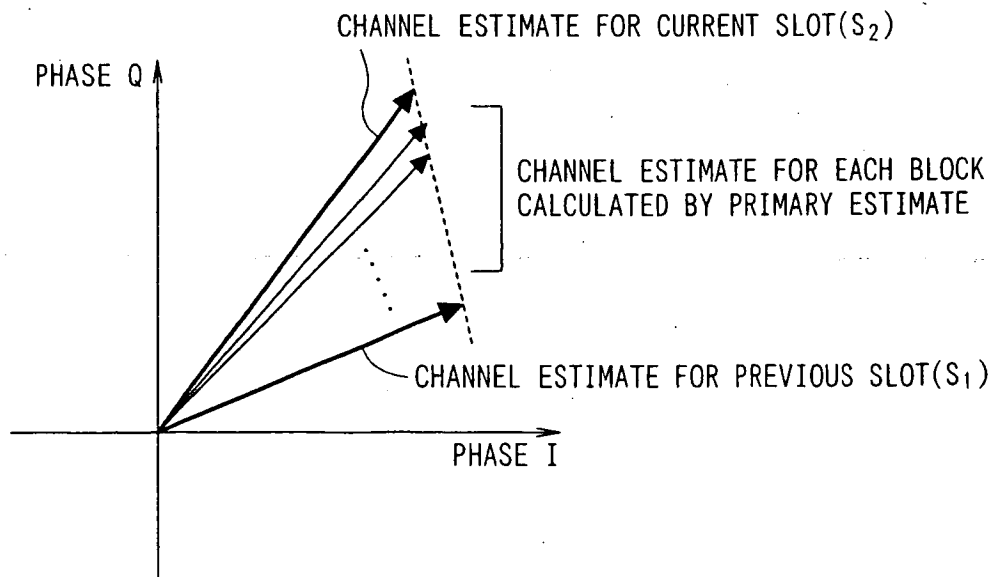 CHANNEL ESTIMATE FOR CURRENT SLOT(S2)
PHASE Q
CHANNEL ESTIMATE FOR EACH BLOCK
CALCULATED BY PRIMARY ESTIMATE
CHANNEL ESTIMATE FOR PREVIOUS SLOT(S1)
PHASE I